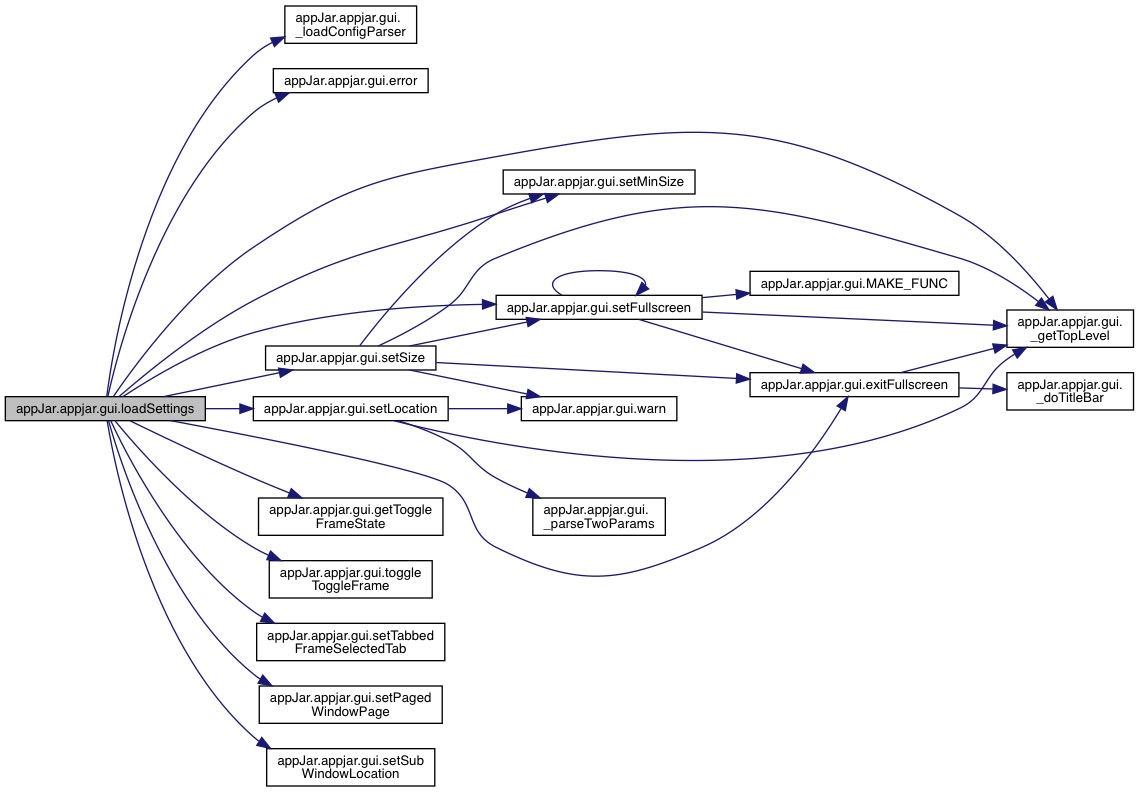 appJar.appjar.gui.
_loadConfigParser
appJar.appjar.gui.error
appJar.appjar.gui.setMinSize
appJar.appjar.gui.MAKE_FUNC
appJar.appjar.gui.setFullscreen
appJar.appjar.gui.
_getTopLevel
appJar.appjar.gui.setSize
appJar.appjar.gui.exitFullscreen
appJar.appjar.gui.
_doTitleBar
appJar.appjar.gui.loadSettings
appJar.appjar.gui.setLocation
appJar.appjar.gui.warn
appJar.appjar.gui.getToggle
FrameState
appJar.appjar.gui.
_parseTwoParams
appJar.appjar.gui.toggle
ToggleFrame
appJar.appjar.gui.setTabbed
FrameSelectedTab
appJar.appjar.gui.setPaged
WindowPage
appJar.appjar.gui.setSub
WindowLocation